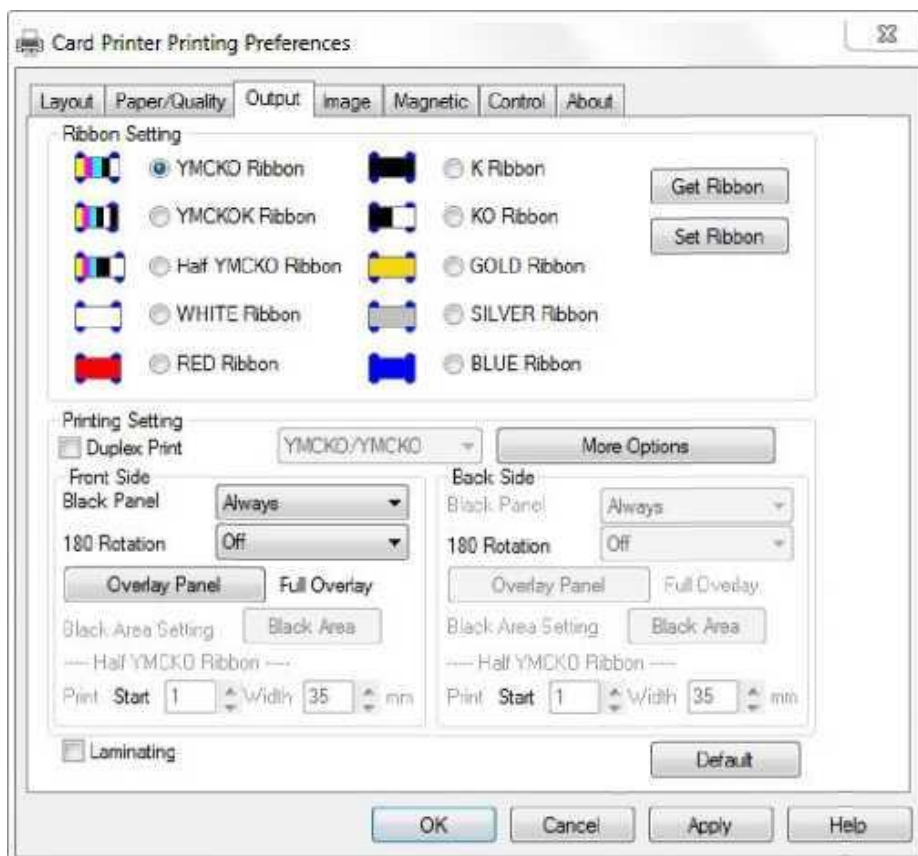 Card Printer Printing Preferences
Layout Paper/Quality Output Image Magnetic Control About
Ribbon Setting
YMCKO Ribbon K Ribbon Get Ribbon
YMCKOK Ribbon KO Ribbon Set Ribbon
Half YMCKO Ribbon GOLD Ribbon
WHITE Ribbon SILVER Ribbon
RED Ribbon BLUE Ribbon
Printing Setting
Duplex Print YMCKO/YMCKO More Options
Front Side
Black Panel Always
180 Rotation Off
Overlay Panel Full Overlay
Black Area Setting Black Area
---- Half YMCKO Ribbon ----
Print Start 1 Width 35 mm
Back Side
Black Panel Always
180 Rotation Off
Overlay Panel Full Overlay
Black Area Setting Black Area
---- Half YMCKO Ribbon ----
Print Start 1 Width 35 mm
Laminating Default
OK Cancel Apply Help